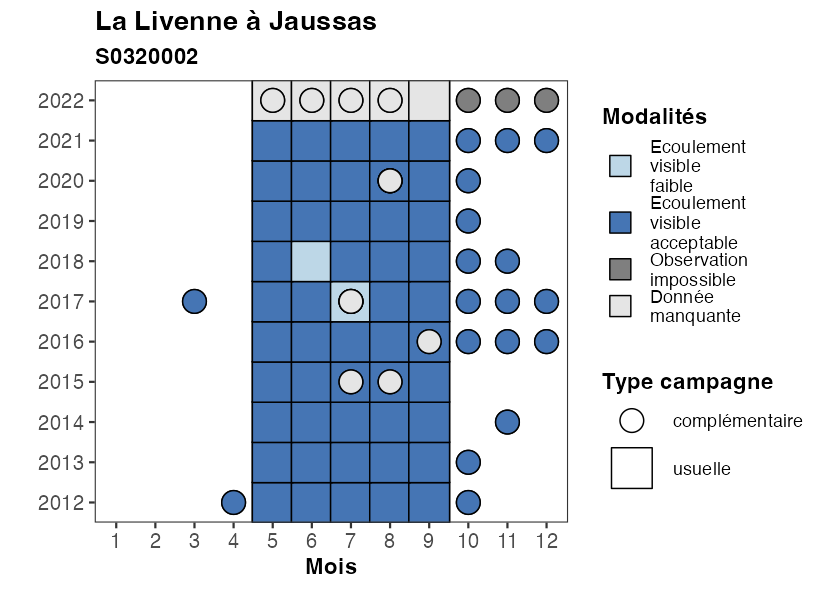 La Livenne à Jaussas
S0320002
2022
2021
2020
2019
2018
2017
2016
2015
2014
2013
2012
1 2 3 4 5 6 7 8 9 10 11 12
Mois
Modalités
Ecoulement
visible
faible
Ecoulement
visible
acceptable
Observation
impossible
Donnée
manquante
Type campagne
complémentaire
usuelle